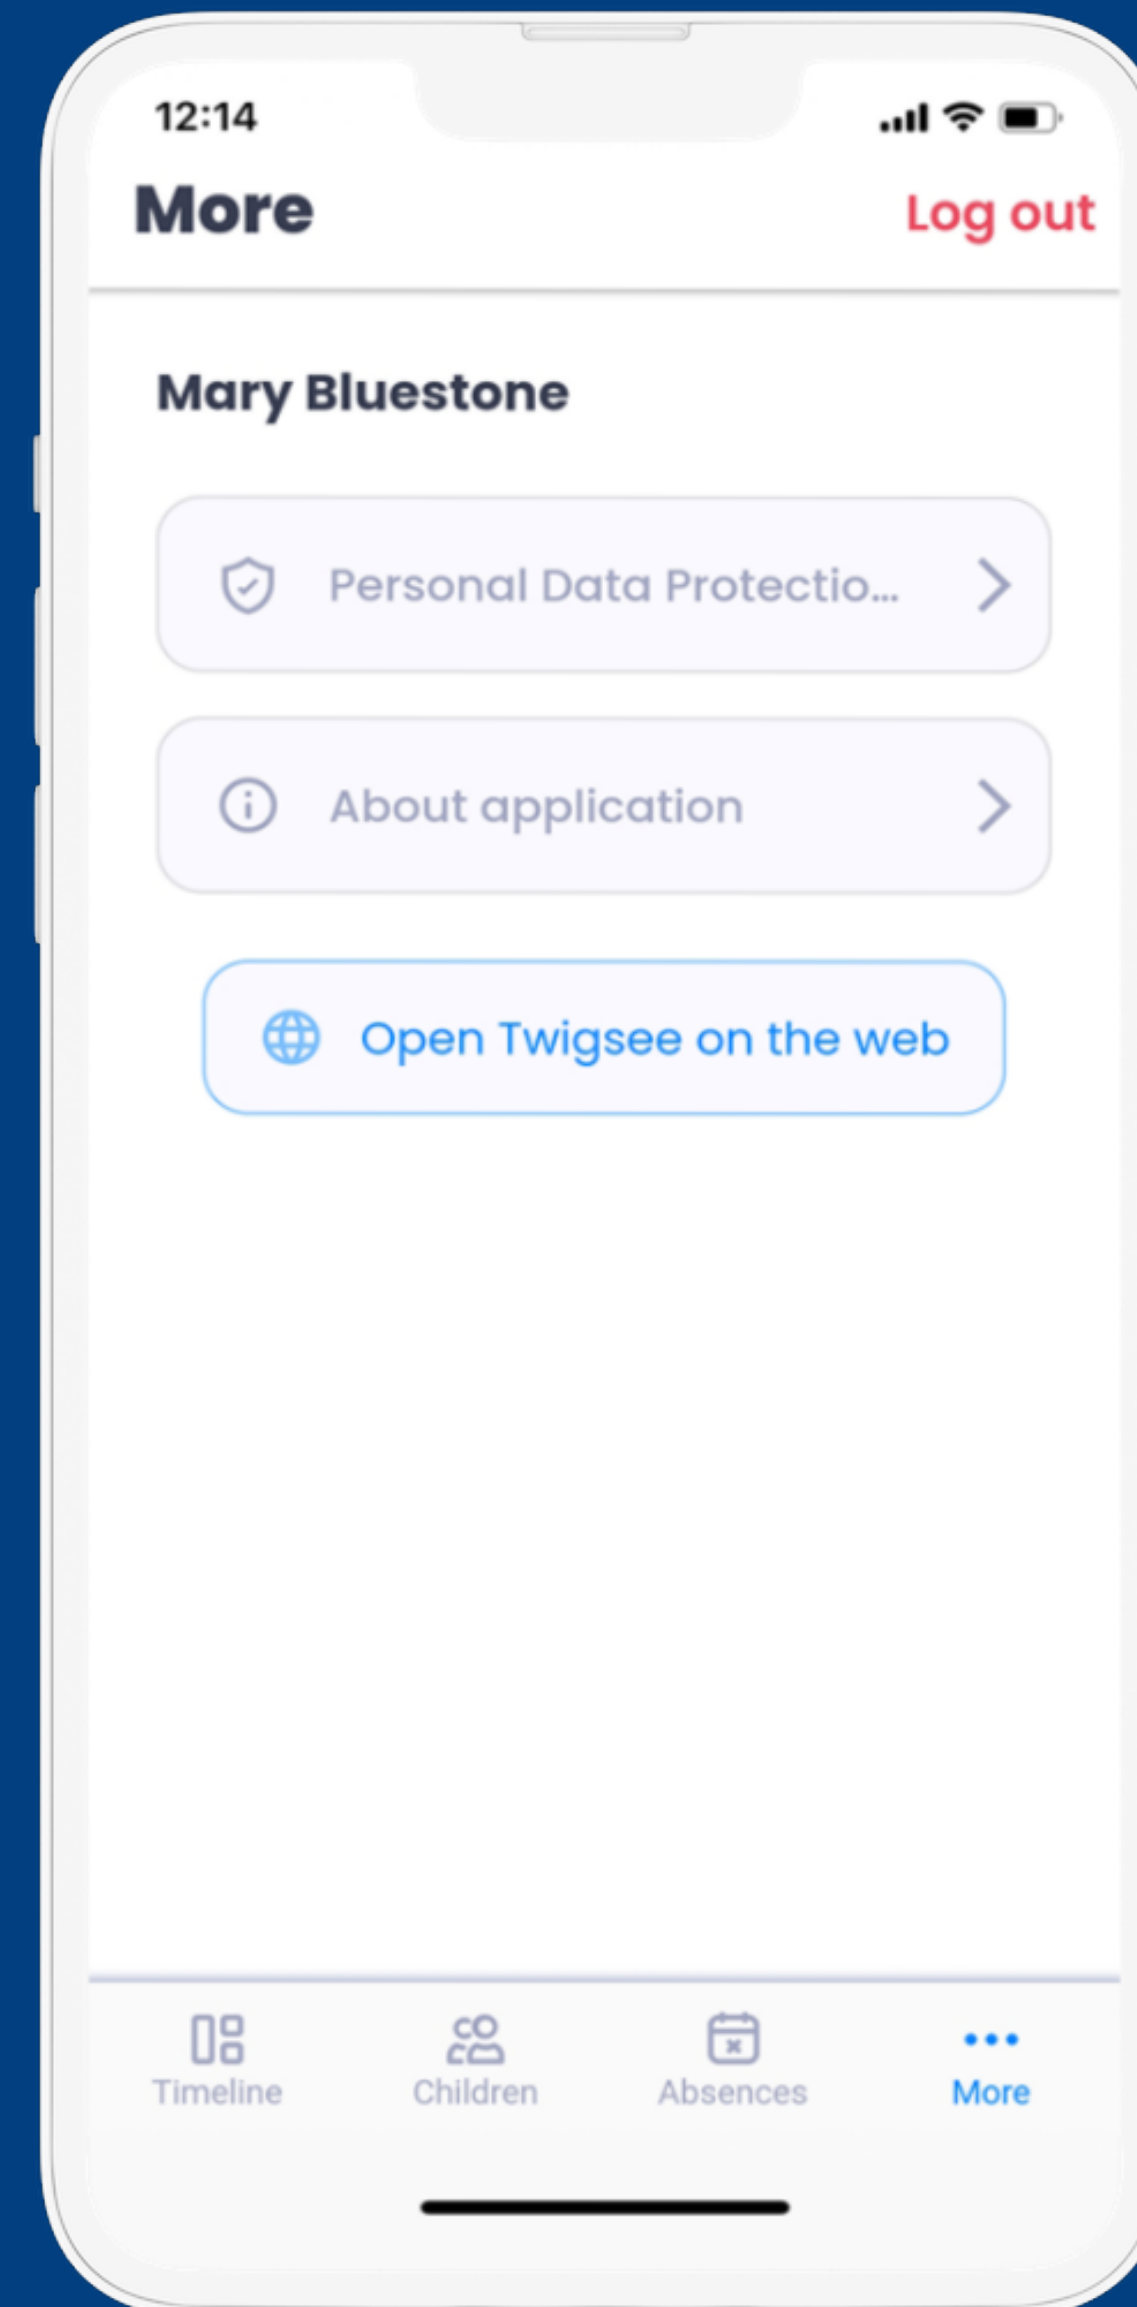 12:14
More
Log out
Mary Bluestone
Personal Data Protectio...
About application
Open Twigsee on the web
Timeline
Children
Absences
More